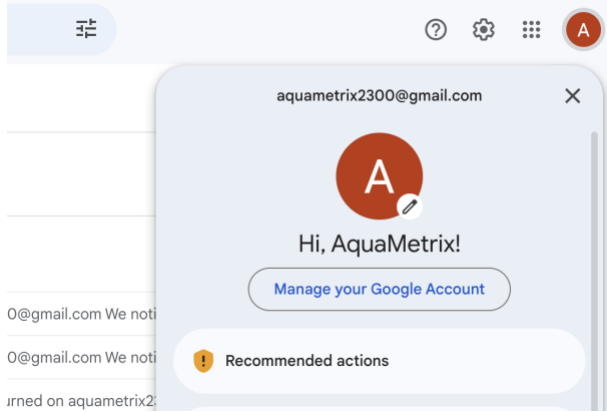 A
aquametrix2300@gmail.com
A
Hi, AquaMetrix!
Manage your Google Account
0@gmail.com We noti
0@gmail.com We noti
Recommended actions
urned on aquametrix2